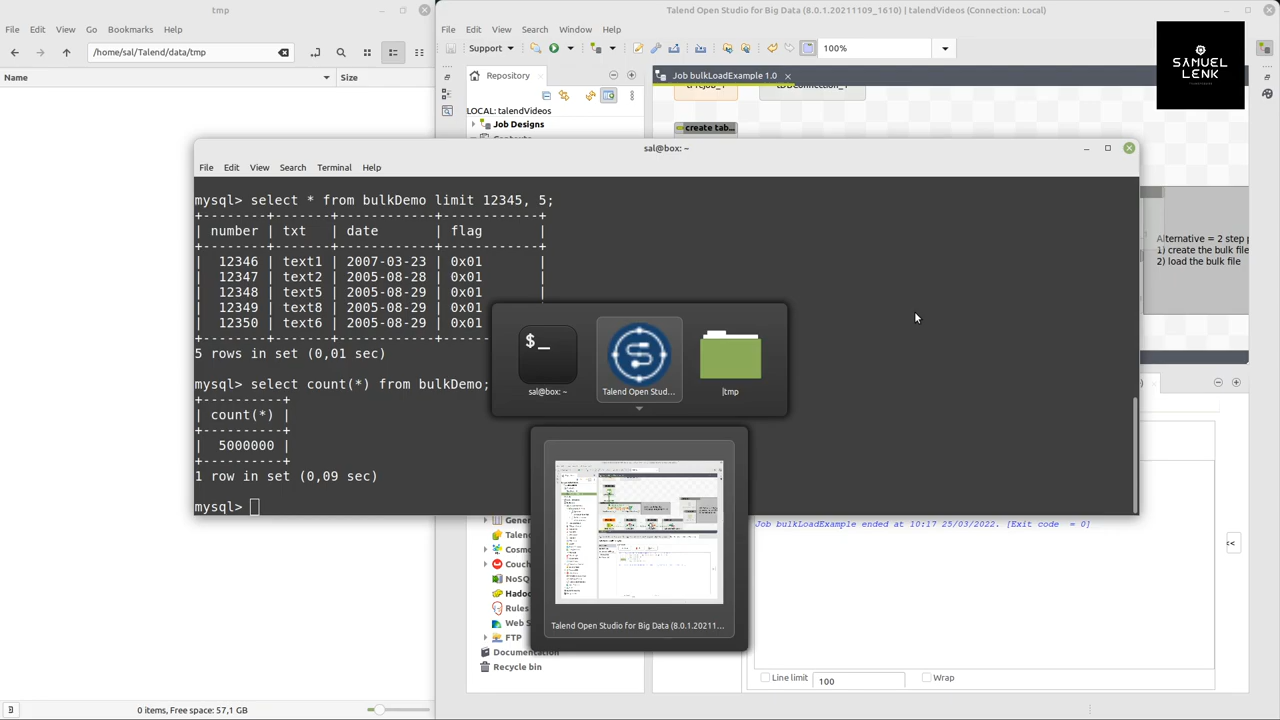 tmp
File Edit View Go Bookmarks Help
/home/sal/Talend/data/tmp
Name Size
0 items, Free space: 57,1 GB
Talend Open Studio for Big Data (8.0.1.20211109_1610) | talendVideos (Connection: Local)
File Edit View Search Window Help
Support 100%
Repository
LOCAL: talendVideos
Job Designs
Job bulkLoadExample 1.0
create tab...
SAMUEL
LENK
Alternative = 2 step p
1) create the bulk file
2) load the bulk file
sal@box: ~
File Edit View Search Terminal Help
mysql> select * from bulkDemo limit 12345, 5;
+--------+-------+------------+------------+
| number | txt | date | flag |
+--------+-------+------------+------------+
| 12346 | text1 | 2007-03-23 | 0x01 |
| 12347 | text2 | 2005-08-28 | 0x01 |
| 12348 | text5 | 2005-08-29 | 0x01
| 12349 | text8 | 2005-08-29 | 0x01
| 12350 | text6 | 2005-08-29 | 0x01
+--------+-------+------------+----
5 rows in set (0,01 sec)
mysql> select count(*) from bulkDemo;
+----------+
| count(*) |
+----------+
| 5000000 |
+----------+
1 row in set (0,09 sec)
mysql>
$_
sal@box: ~
Talend Open Stud...
|tmp
Talend Open Studio for Big Data (8.0.1.20211...
Gener
Talen
Cosm
Couch
NoSQ
Hadoo
Rules
Web S
FTP
Documentation
Recycle bin
Job bulkLoadExample ended at 10:17 25/03/2022. [Exit code = 0]
<<
Line limit 100 Wrap